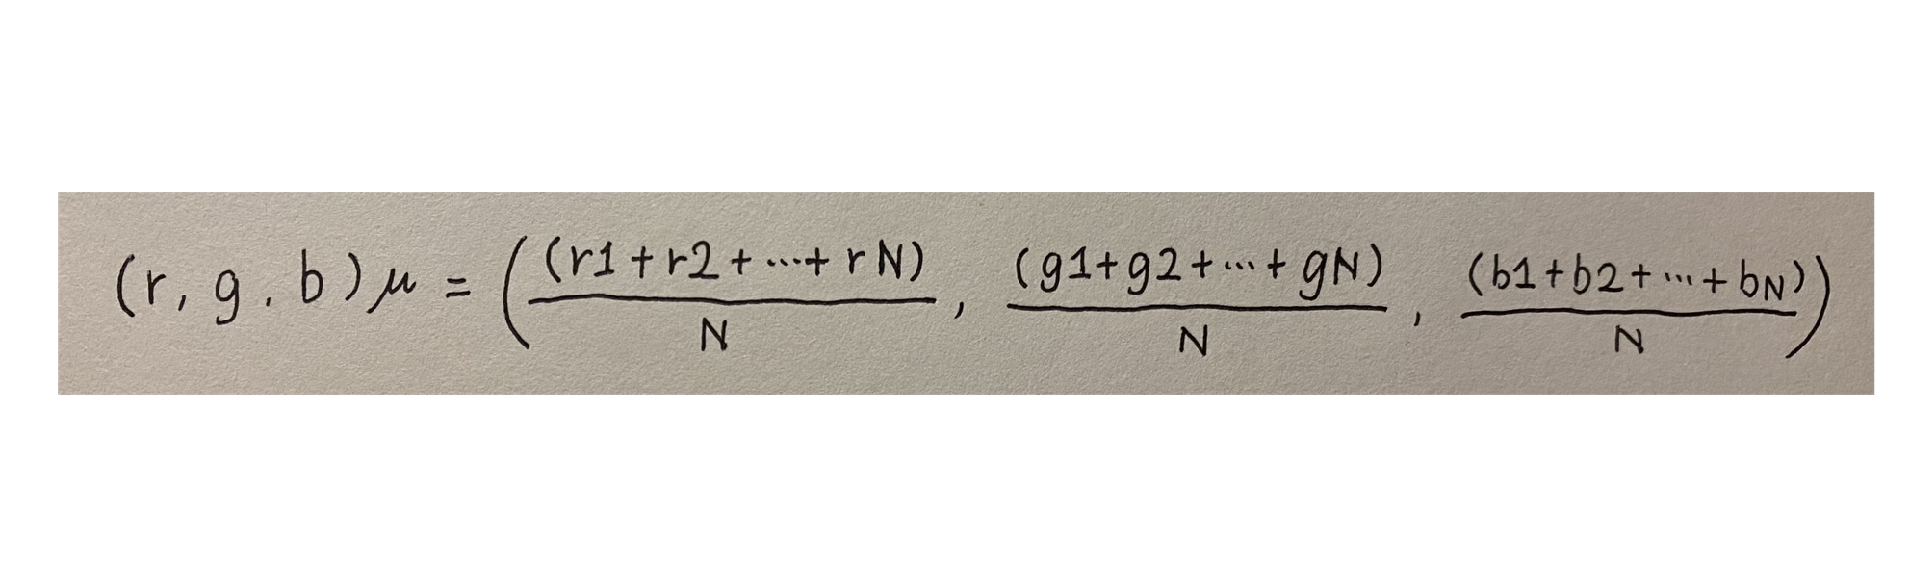 (r, g, b)μ = ((r1+r2+...+rN)/N, (g1+g2+...+gN)/N, (b1+b2+...+bN)/N)